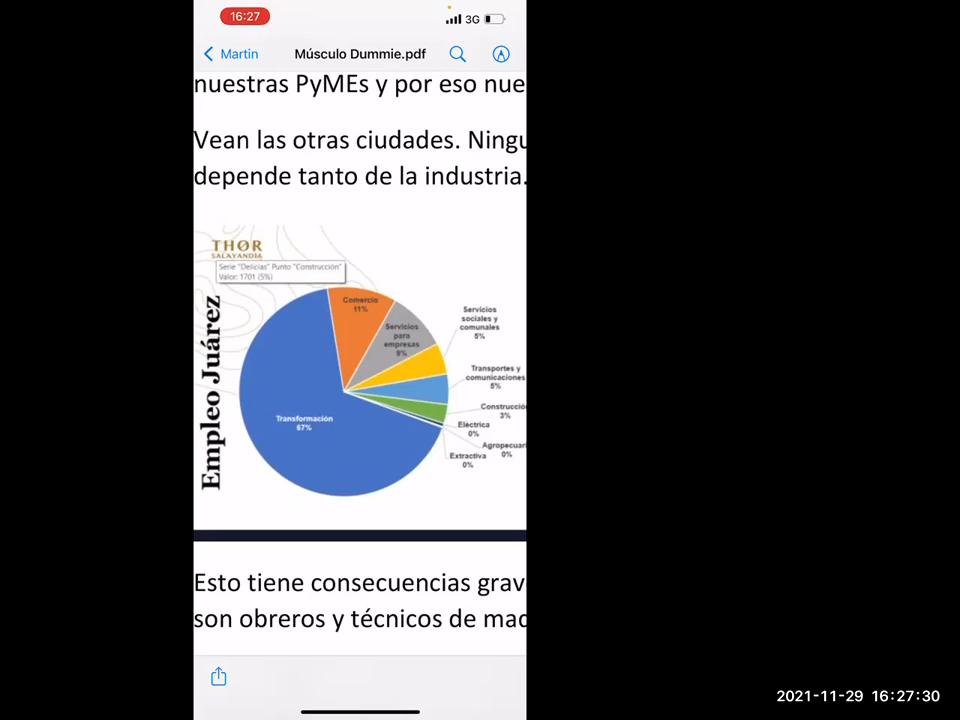 16:27
3G
Martin
Músculo Dummie.pdf
nuestras PyMEs y por eso nue
Vean las otras ciudades. Ningu
depende tanto de la industria.
THOR
SALAYANDÍA
Serie "Delicias" Punto "Construcción"
Valor: 1701 (5%)
Empleo Juárez
Comercio
11%
Servicios
para
empresas
9%
Servicios
sociales y
comunales
5%
Transportes y
comunicaciones
5%
Construcción
3%
Eléctrica
0%
Agropecuari
0%
Extractiva
0%
Transformación
67%
Esto tiene consecuencias grav
son obreros y técnicos de maq
2021-11-29 16:27:30